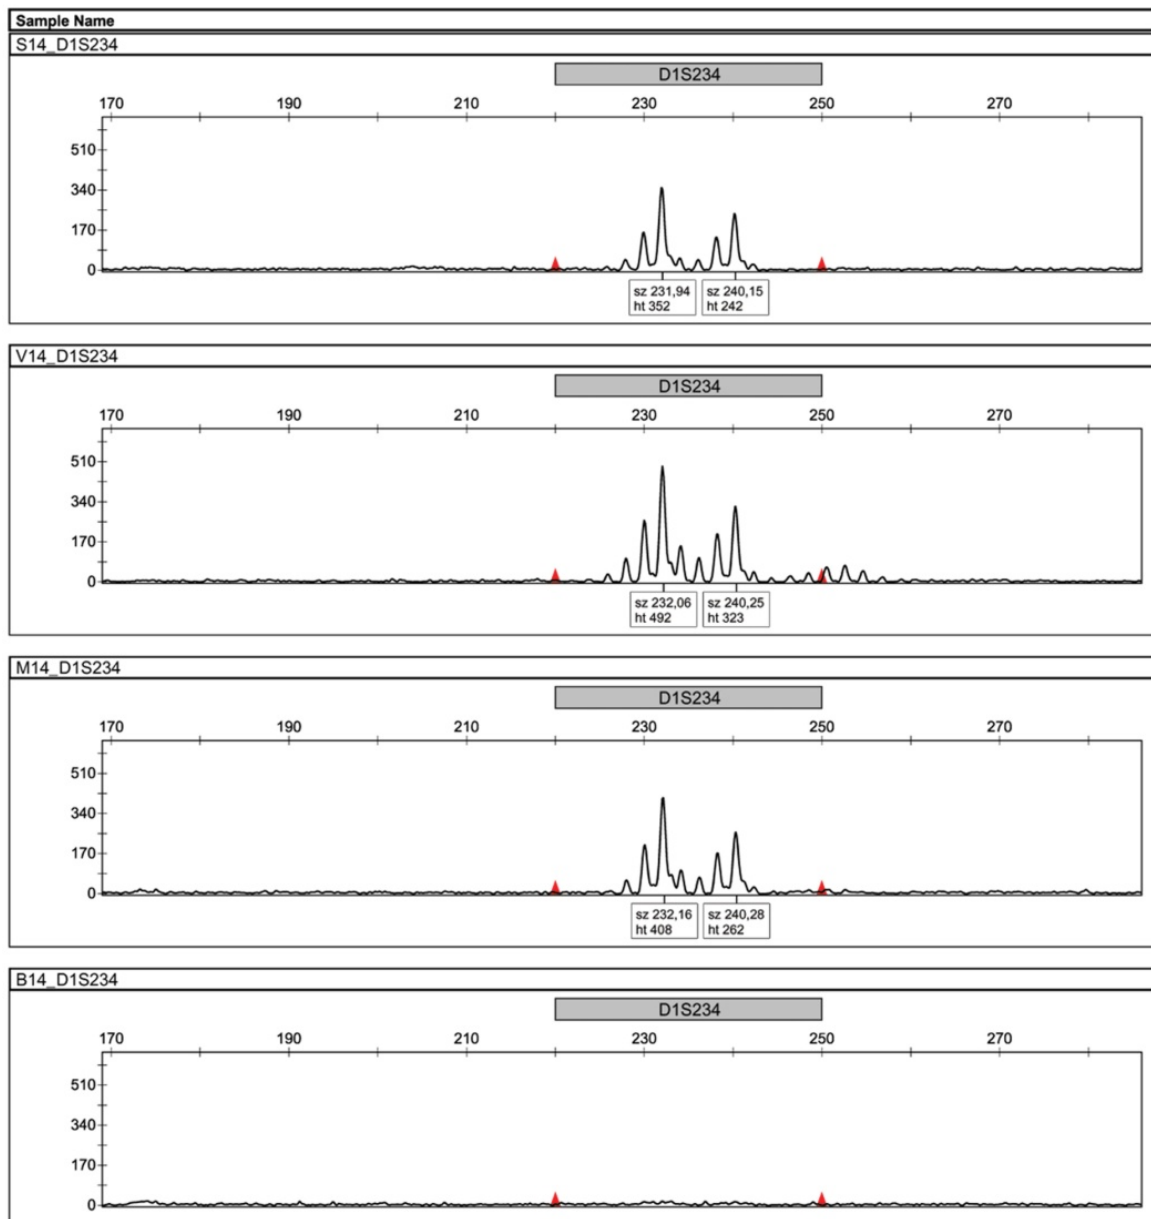 Sample Name
S14_D1S234
D1S234
170 190 210 230 250 270
510
340
170
0
sz 231,94 sz 240,15
ht 352 ht 242
V14_D1S234
D1S234
170 190 210 230 250 270
510
340
170
0
sz 232,06 sz 240,25
ht 492 ht 323
M14_D1S234
D1S234
170 190 210 230 250 270
510
340
170
0
sz 232,16 sz 240,28
ht 408 ht 262
B14_D1S234
D1S234
170 190 210 230 250 270
510
340
170
0